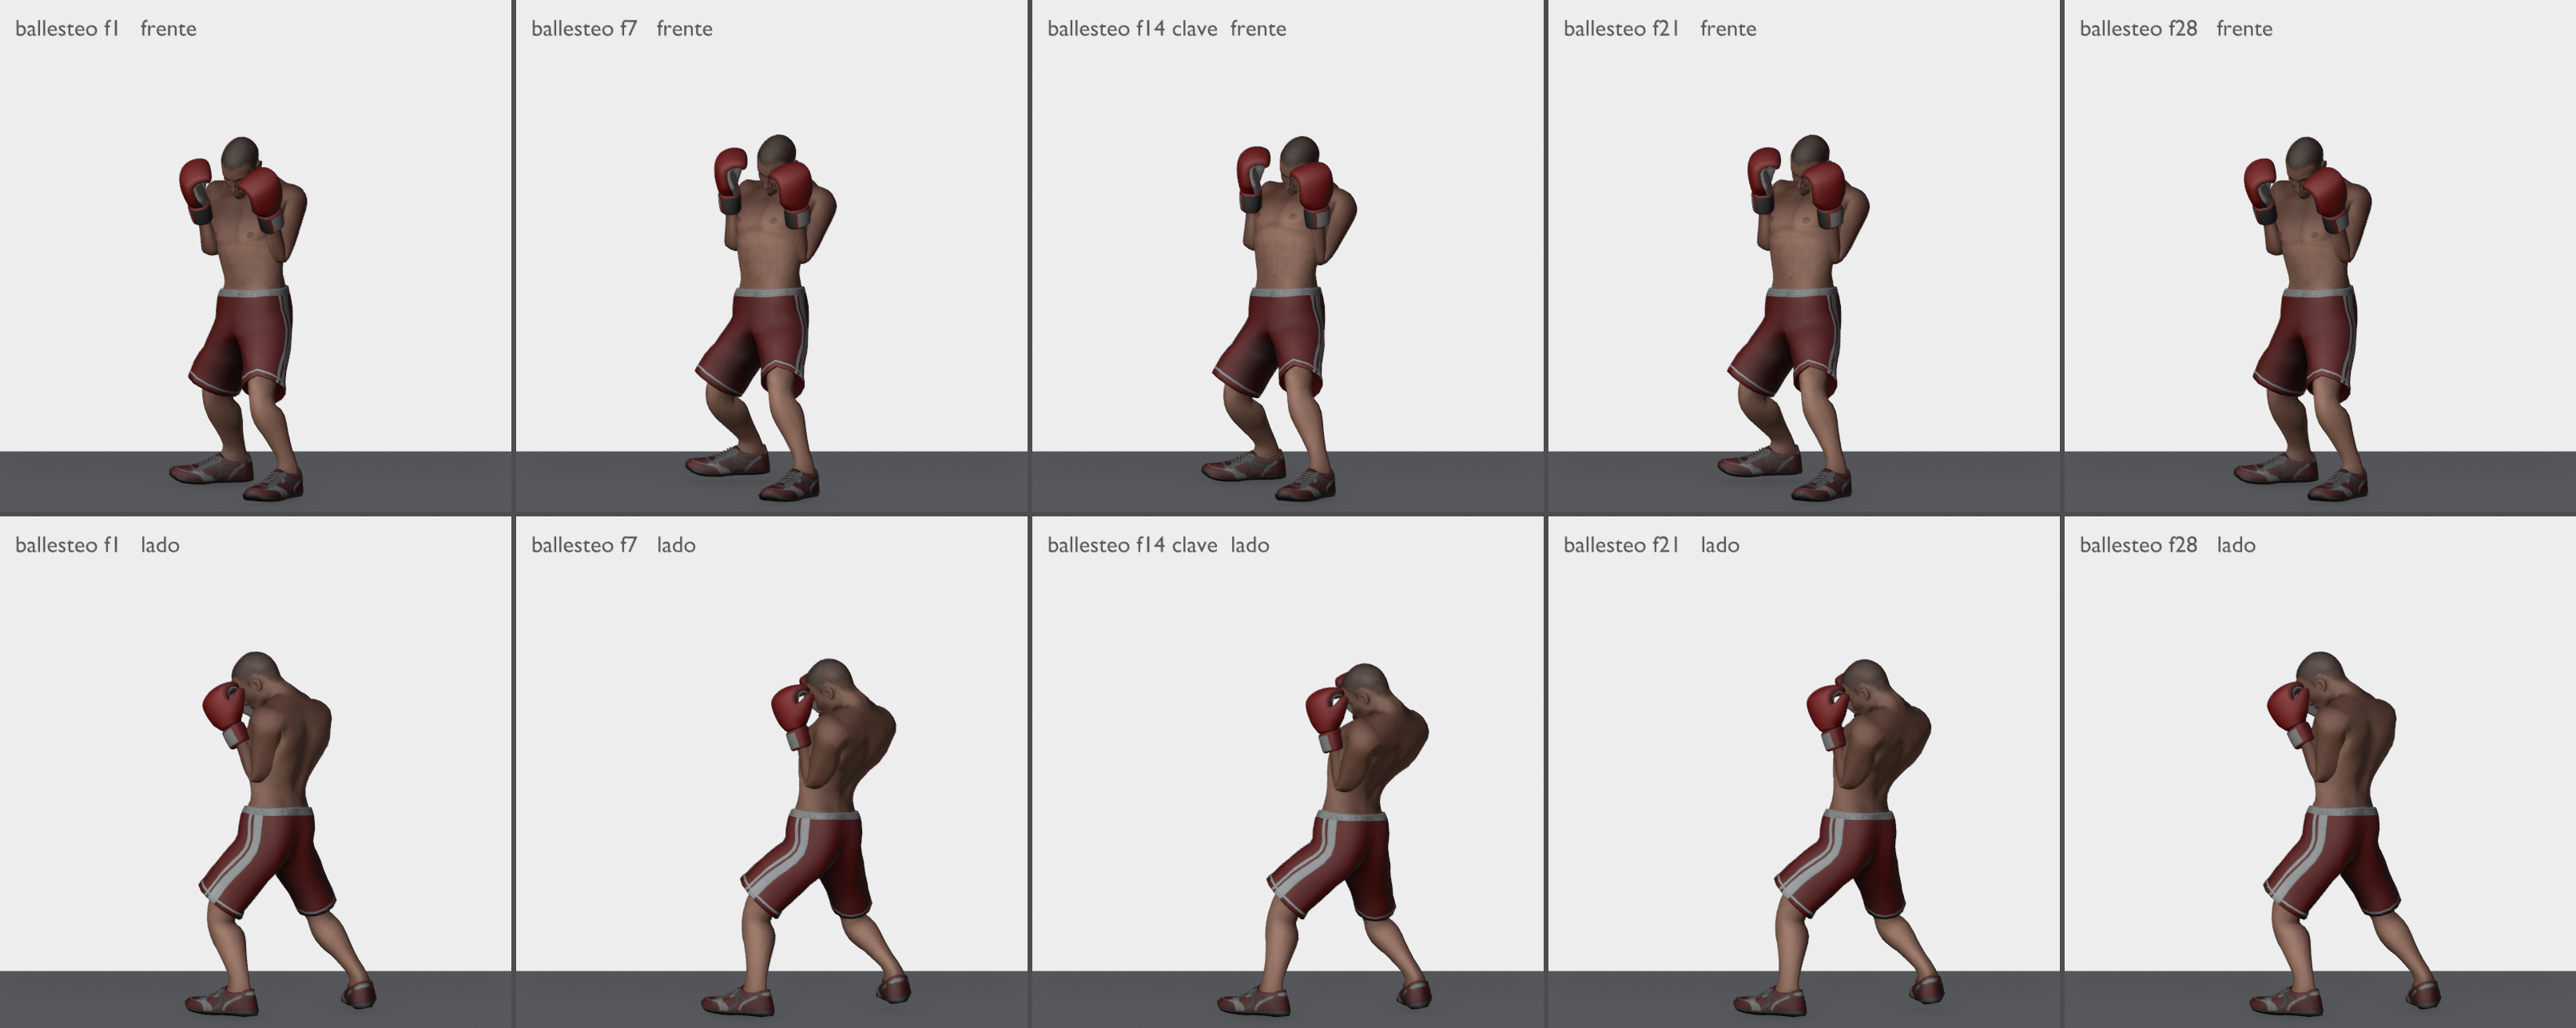 ballesteo f1 frente
ballesteo f7 frente
ballesteo f14 clave frente
ballesteo f21 frente
ballesteo f28 frente
ballesteo f1 lado
ballesteo f7 lado
ballesteo f14 clave lado
ballesteo f21 lado
ballesteo f28 lado